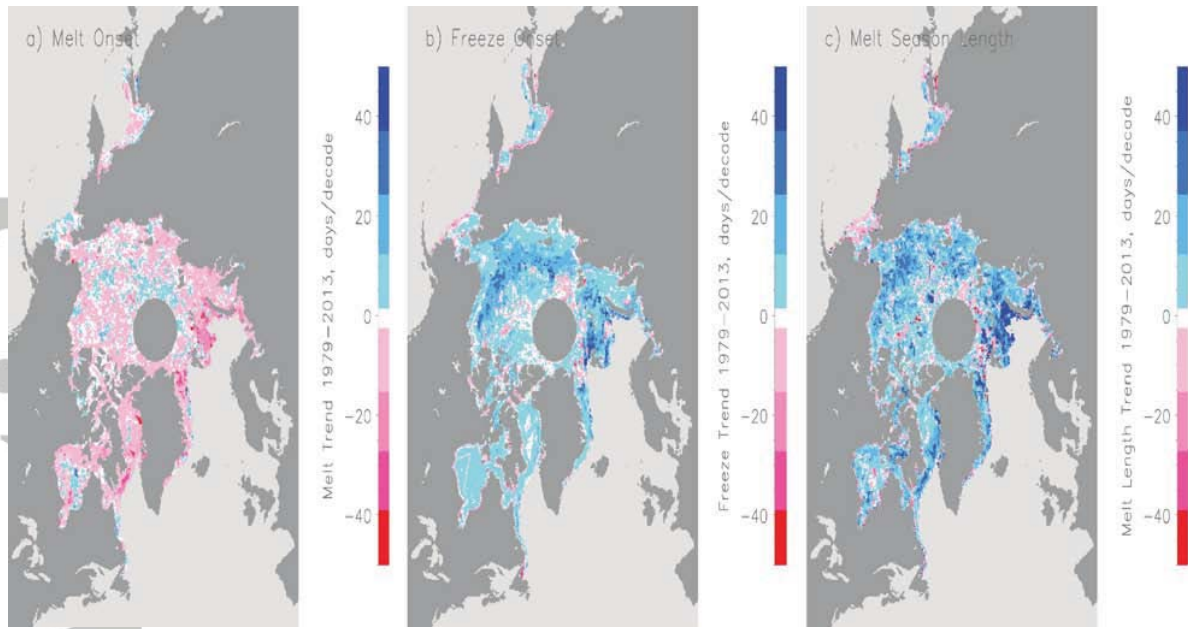 a) Melt Onset
40
20
0
−20
−40
Melt Trend 1979−2013, days/decade
b) Freeze Onset
40
20
0
−20
−40
Freeze Trend 1979−2013, days/decade
c) Melt Season Length
40
20
0
−20
−40
Melt Length Trend 1979−2013, days/decade